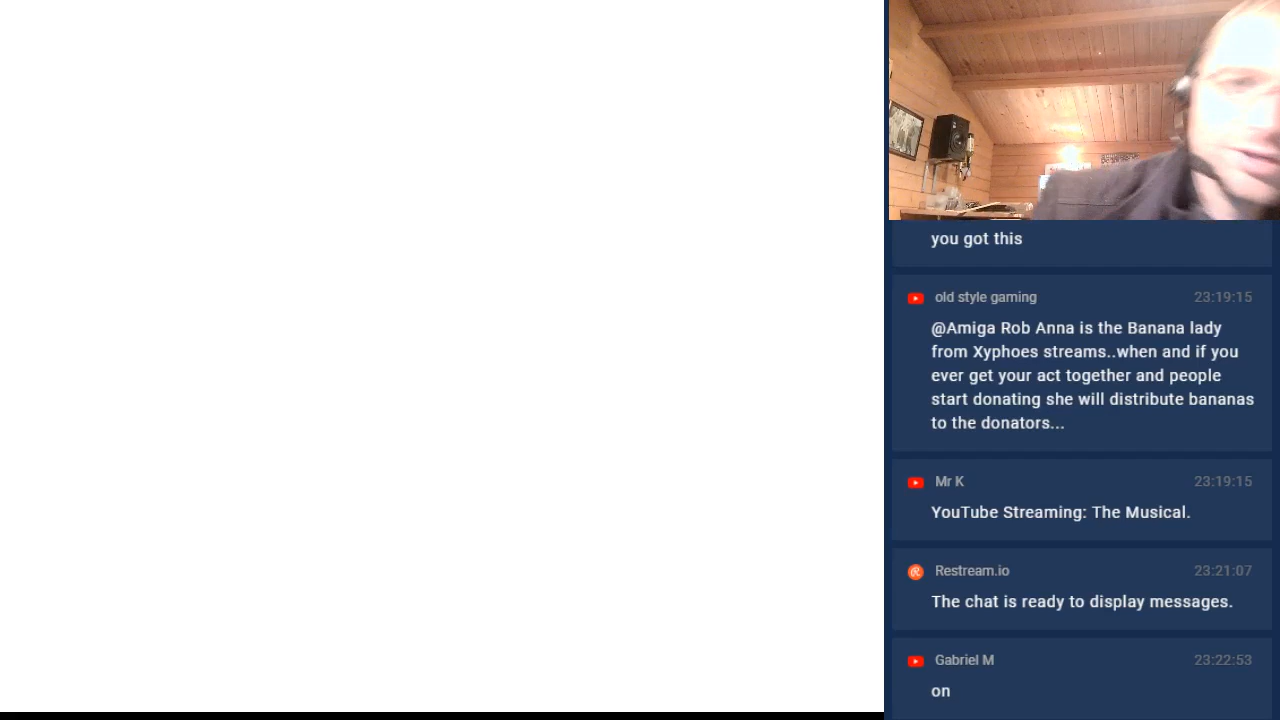 you got this
old style gaming 23:19:15
@Amiga Rob Anna is the Banana lady
from Xyphoes streams..when and if you
ever get your act together and people
start donating she will distribute bananas
to the donators...
Mr K 23:19:15
YouTube Streaming: The Musical.
Restream.io 23:21:07
The chat is ready to display messages.
Gabriel M 23:22:53
on